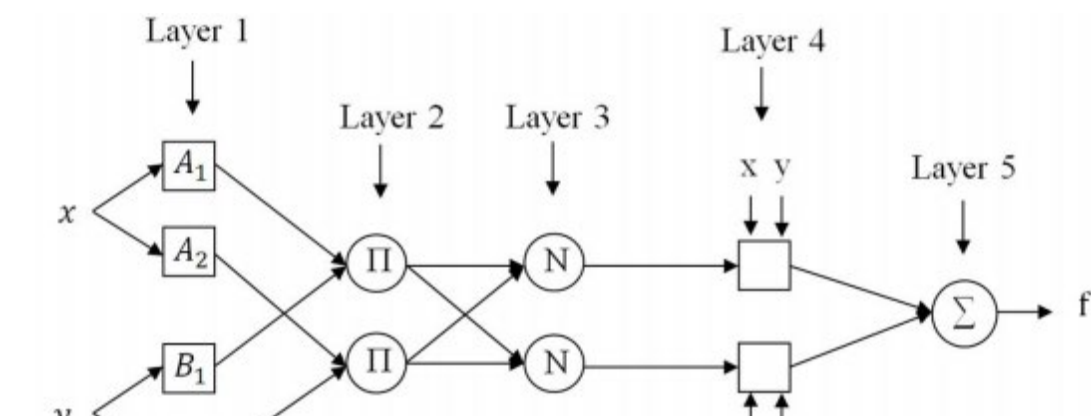 Layer 1
Layer 4
Layer 2
Layer 3
x y
Layer 5
A₁
x
A₂
Π
N
f
∑
Π
N
B₁
y